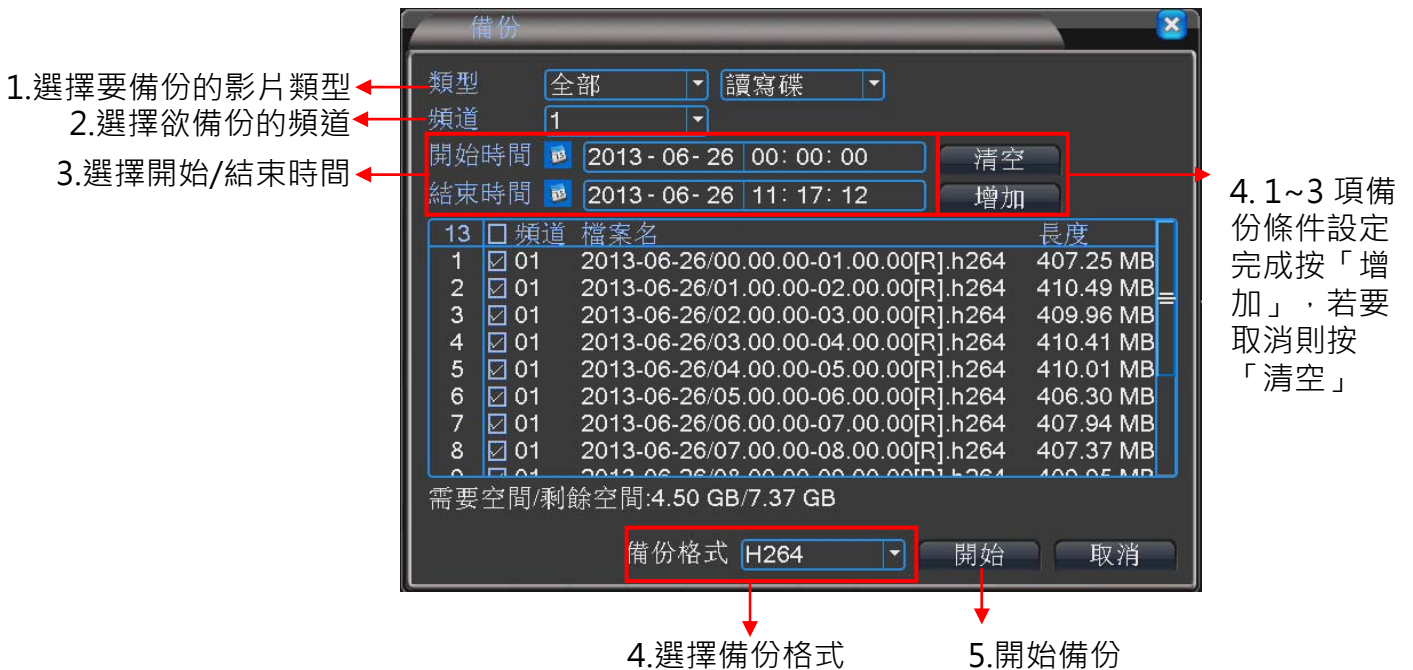 備份
1.選擇要備份的影片類型
類型 全部 讀寫碟
2.選擇欲備份的頻道
頻道 1
3.選擇開始/結束時間
開始時間 2013 - 06 - 26 00: 00: 00 清空
結束時間 2013 - 06 - 26 11: 17: 12 增加
4. 1~3 項備
份條件設定
完成按「增
加」，若要
取消則按
「清空」
13 頻道 檔案名 長度
1 01 2013-06-26/00.00.00-01.00.00[R].h264 407.25 MB
2 01 2013-06-26/01.00.00-02.00.00[R].h264 410.49 MB
3 01 2013-06-26/02.00.00-03.00.00[R].h264 409.96 MB
4 01 2013-06-26/03.00.00-04.00.00[R].h264 410.41 MB
5 01 2013-06-26/04.00.00-05.00.00[R].h264 410.01 MB
6 01 2013-06-26/05.00.00-06.00.00[R].h264 406.30 MB
7 01 2013-06-26/06.00.00-07.00.00[R].h264 407.94 MB
8 01 2013-06-26/07.00.00-08.00.00[R].h264 407.37 MB
需要空間/剩餘空間:4.50 GB/7.37 GB
備份格式 H264 開始 取消
4.選擇備份格式
5.開始備份